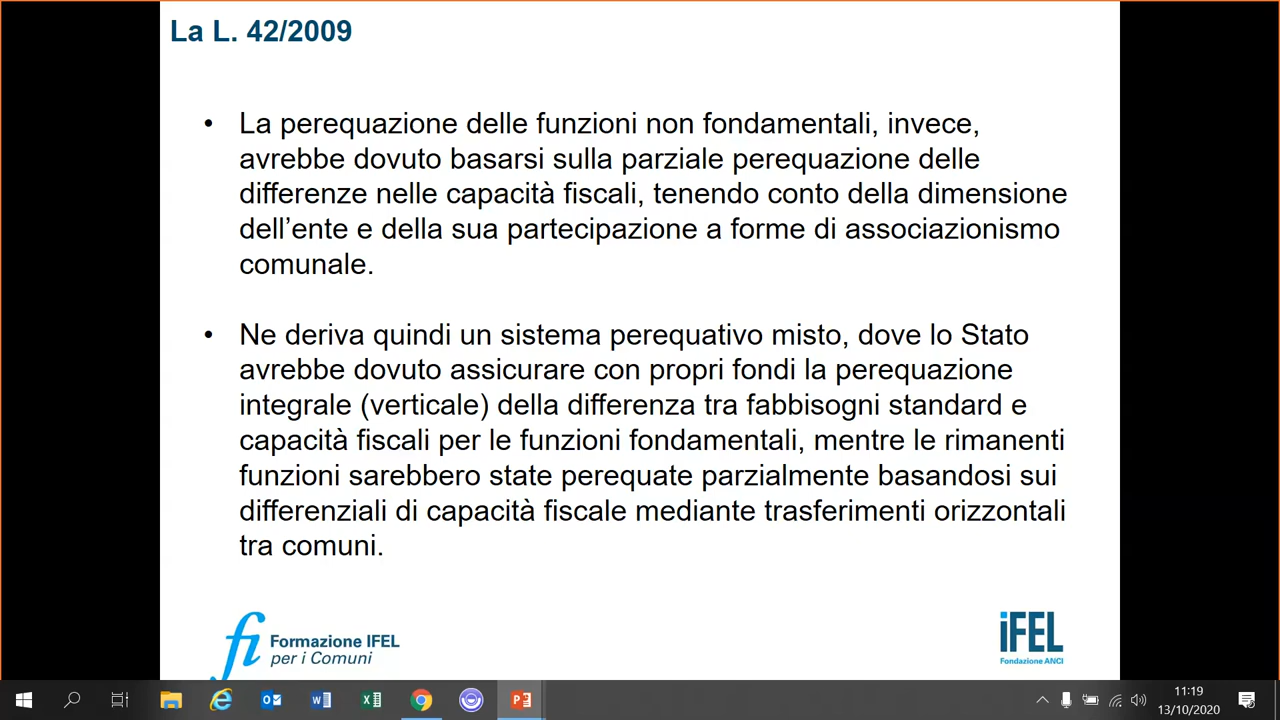 La L. 42/2009
• La perequazione delle funzioni non fondamentali, invece,
avrebbe dovuto basarsi sulla parziale perequazione delle
differenze nelle capacità fiscali, tenendo conto della dimensione
dell’ente e della sua partecipazione a forme di associazionismo
comunale.
• Ne deriva quindi un sistema perequativo misto, dove lo Stato
avrebbe dovuto assicurare con propri fondi la perequazione
integrale (verticale) della differenza tra fabbisogni standard e
capacità fiscali per le funzioni fondamentali, mentre le rimanenti
funzioni sarebbero state perequate parzialmente basandosi sui
differenziali di capacità fiscale mediante trasferimenti orizzontali
tra comuni.
fi
Formazione IFEL
per i Comuni
iFEL
Fondazione ANCI
11:19
13/10/2020